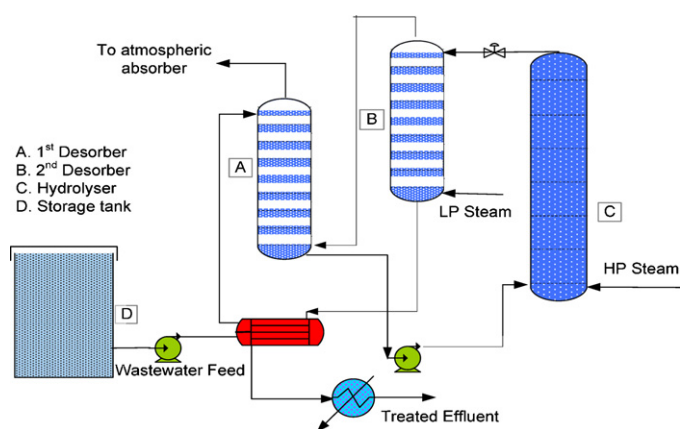 To atmospheric
absorber
B
A
A. 1st Desorber
B. 2nd Desorber
C. Hydrolyser
D. Storage tank
LP Steam
C
HP Steam
D
Wastewater Feed
Treated Effluent